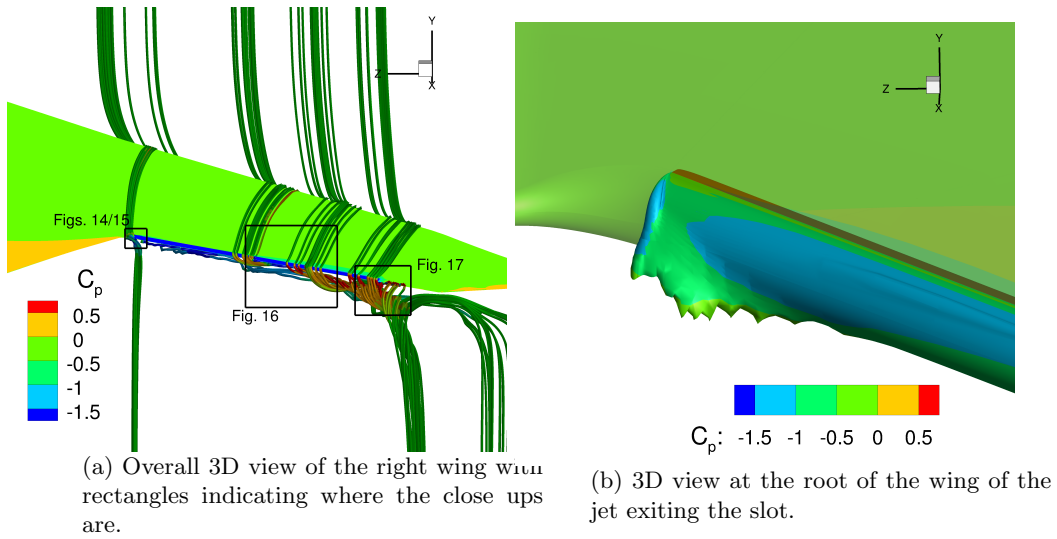 Y
Z
X
Figs. 14/15
Fig. 17
Fig. 16
Cp
0.5
0
-0.5
-1
-1.5
(a) Overall 3D view of the right wing with
rectangles indicating where the close ups
are.
Y
Z
X
Cp: -1.5 -1 -0.5 0 0.5
(b) 3D view at the root of the wing of the
jet exiting the slot.